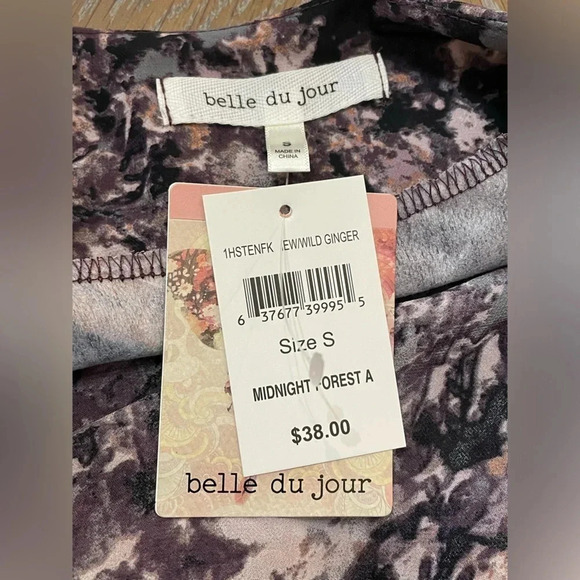 belle du jour
S
MADE IN
CHINA
1HSTENFK EW/WILD GINGER
6 37677 39995 5
Size S
MIDNIGHT FOREST A
$38.00
belle du jour